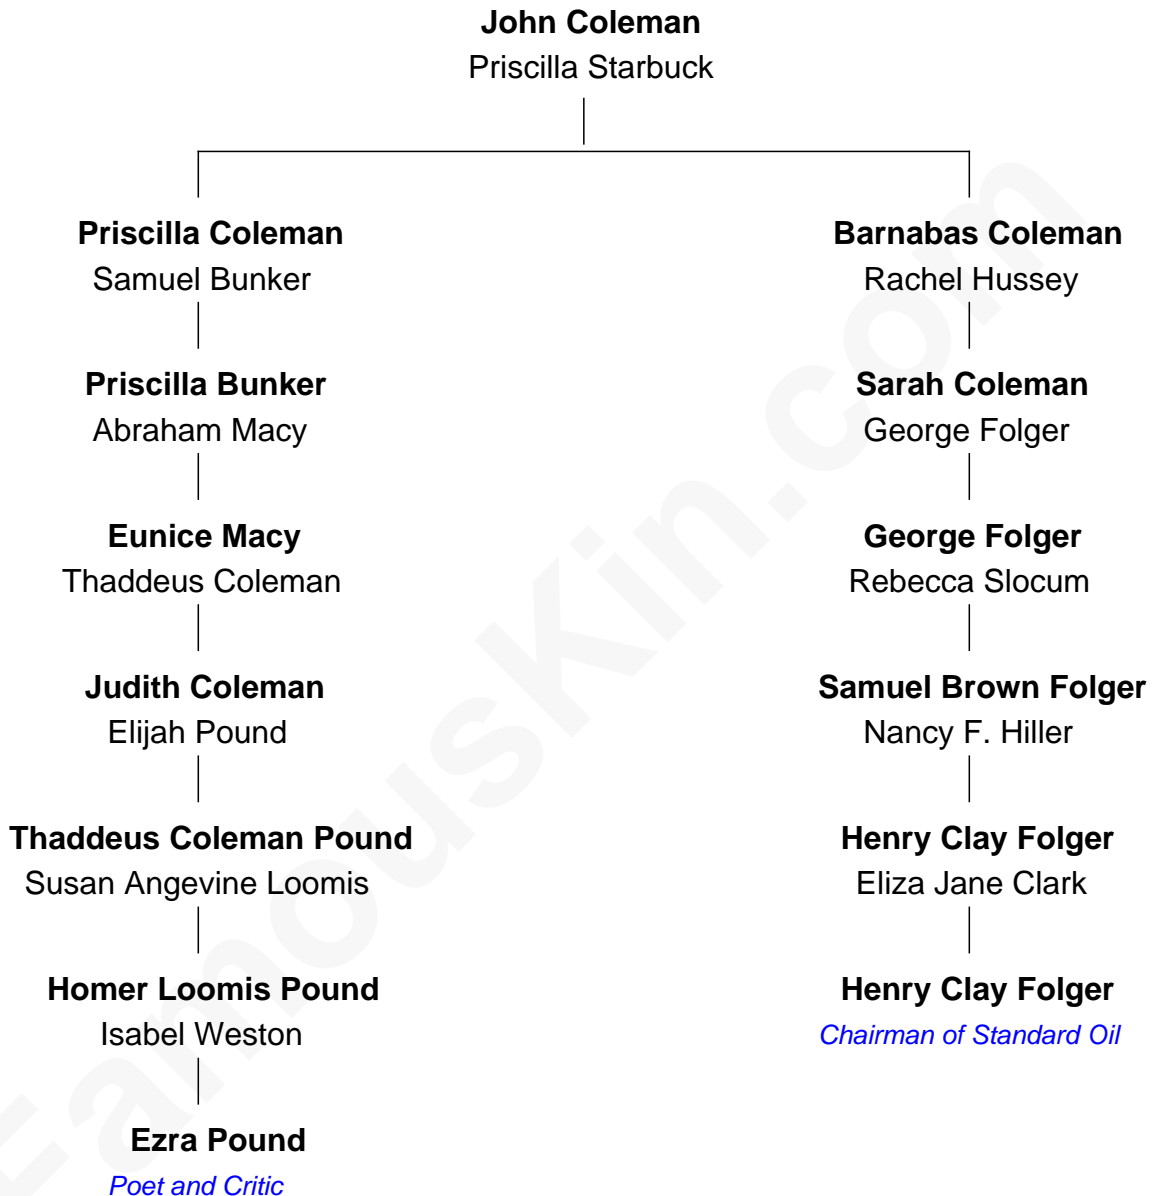 John Coleman
Priscilla Starbuck
Priscilla Coleman
Samuel Bunker
Barnabas Coleman
Rachel Hussey
Priscilla Bunker
Abraham Macy
Sarah Coleman
George Folger
Eunice Macy
Thaddeus Coleman
George Folger
Rebecca Slocum
Judith Coleman
Elijah Pound
Samuel Brown Folger
Nancy F. Hiller
Thaddeus Coleman Pound
Susan Angevine Loomis
Henry Clay Folger
Eliza Jane Clark
Homer Loomis Pound
Isabel Weston
Henry Clay Folger
Chairman of Standard Oil
Ezra Pound
Poet and Critic
FamousKin.com